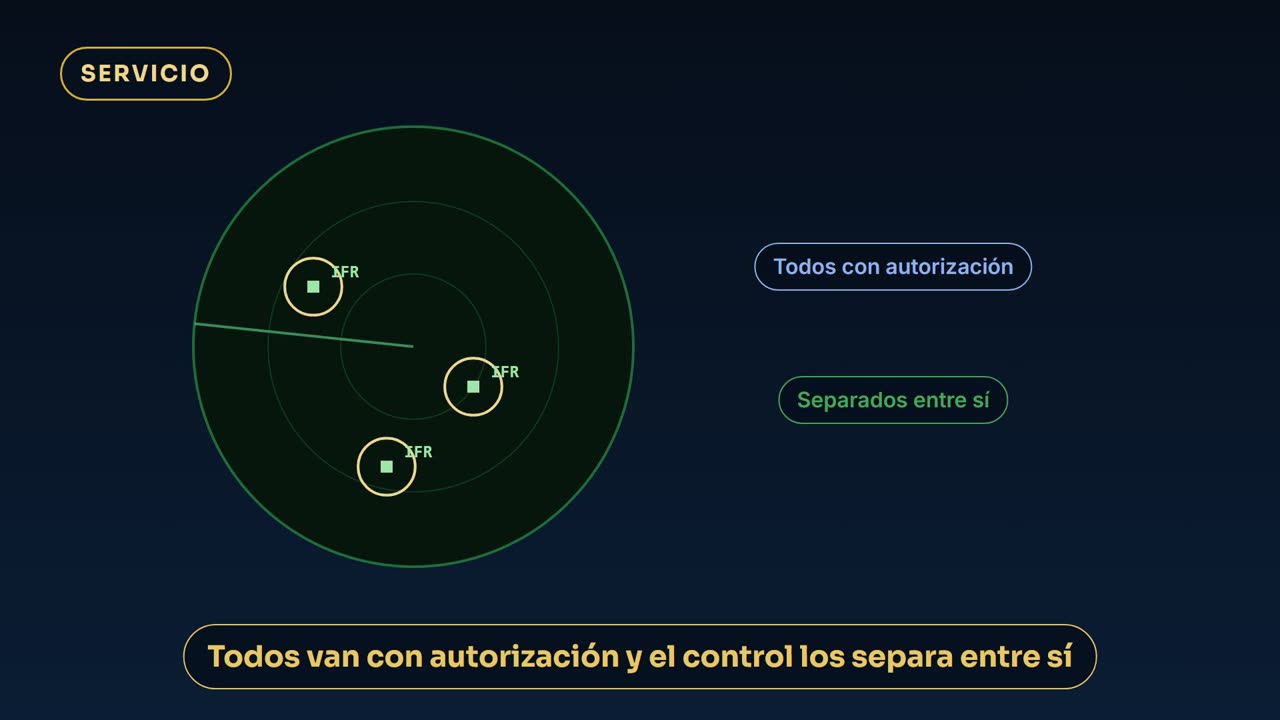 SERVICIO
IFR
Todos con autorización
IFR
Separados entre sí
IFR
Todos van con autorización y el control los separa entre sí